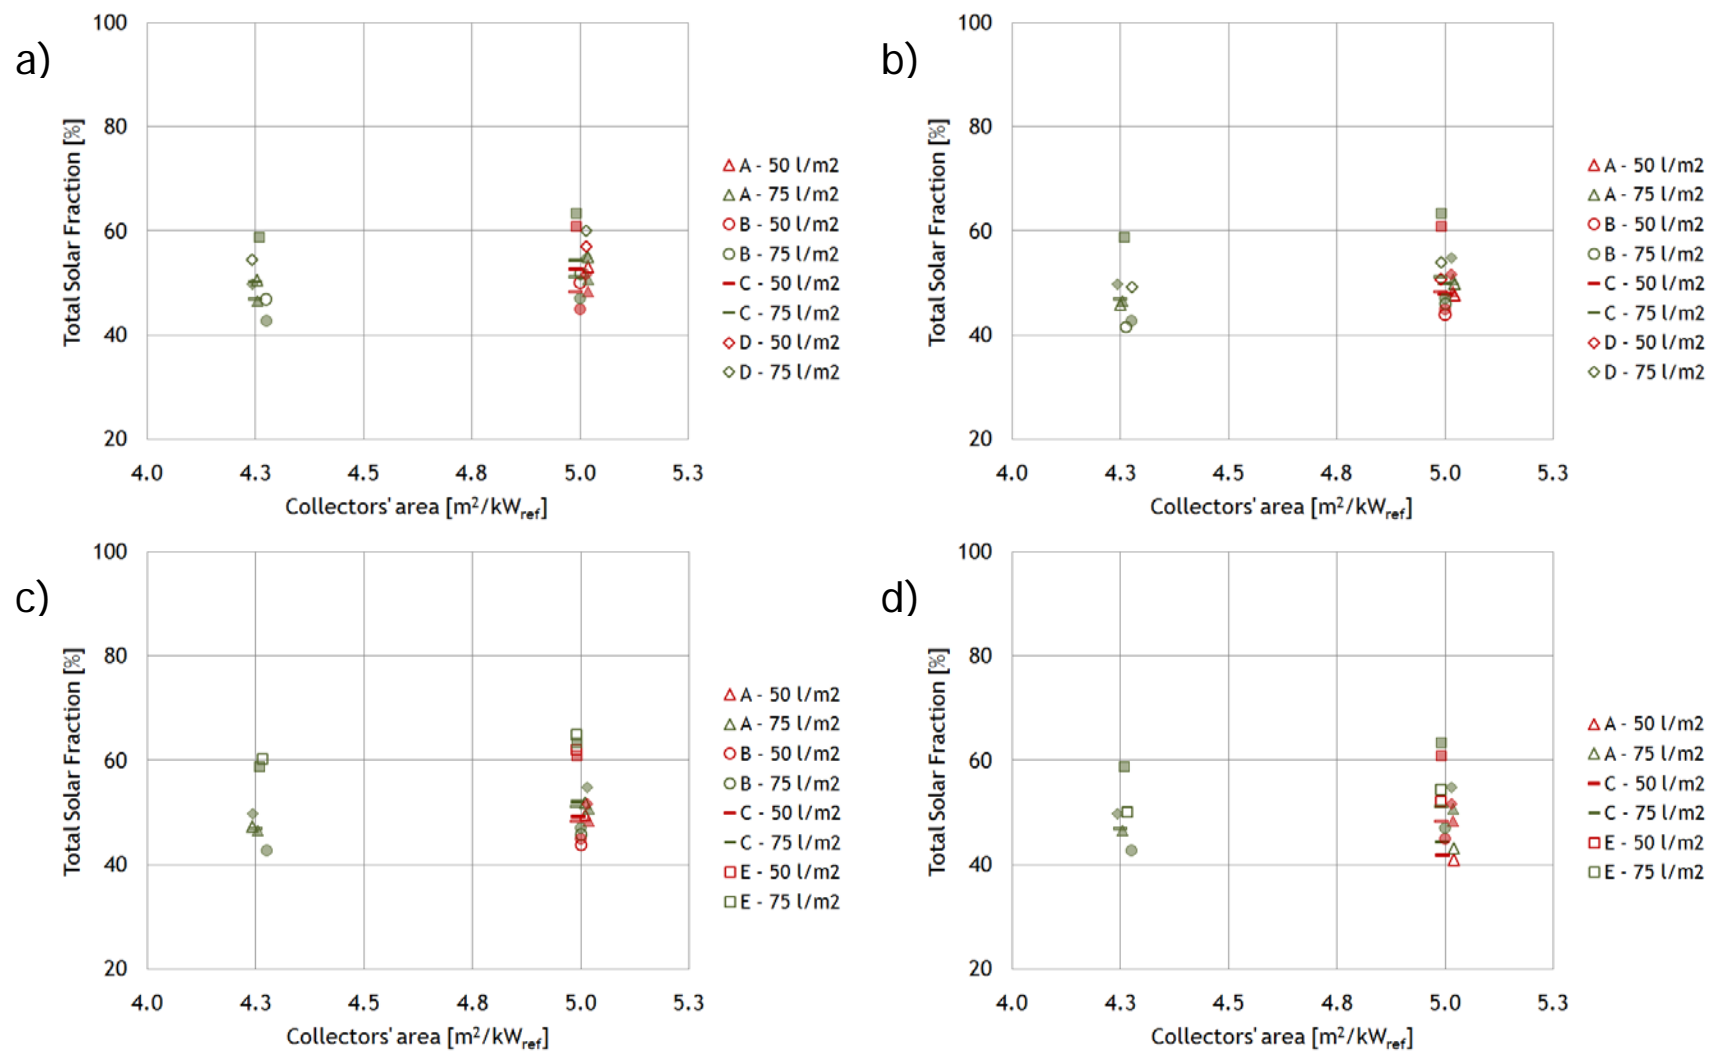 a)
100
80
60
40
20
Total Solar Fraction [%]
4.0 4.3 4.5 4.8 5.0 5.3
Collectors' area [m²/kWref]
A - 50 l/m2
A - 75 l/m2
B - 50 l/m2
B - 75 l/m2
C - 50 l/m2
C - 75 l/m2
D - 50 l/m2
D - 75 l/m2
b)
100
80
60
40
20
Total Solar Fraction [%]
4.0 4.3 4.5 4.8 5.0 5.3
Collectors' area [m²/kWref]
A - 50 l/m2
A - 75 l/m2
B - 50 l/m2
B - 75 l/m2
C - 50 l/m2
C - 75 l/m2
D - 50 l/m2
D - 75 l/m2
c)
100
80
60
40
20
Total Solar Fraction [%]
4.0 4.3 4.5 4.8 5.0 5.3
Collectors' area [m²/kWref]
A - 50 l/m2
A - 75 l/m2
B - 50 l/m2
B - 75 l/m2
C - 50 l/m2
C - 75 l/m2
E - 50 l/m2
E - 75 l/m2
d)
100
80
60
40
20
Total Solar Fraction [%]
4.0 4.3 4.5 4.8 5.0 5.3
Collectors' area [m²/kWref]
A - 50 l/m2
A - 75 l/m2
C - 50 l/m2
C - 75 l/m2
E - 50 l/m2
E - 75 l/m2